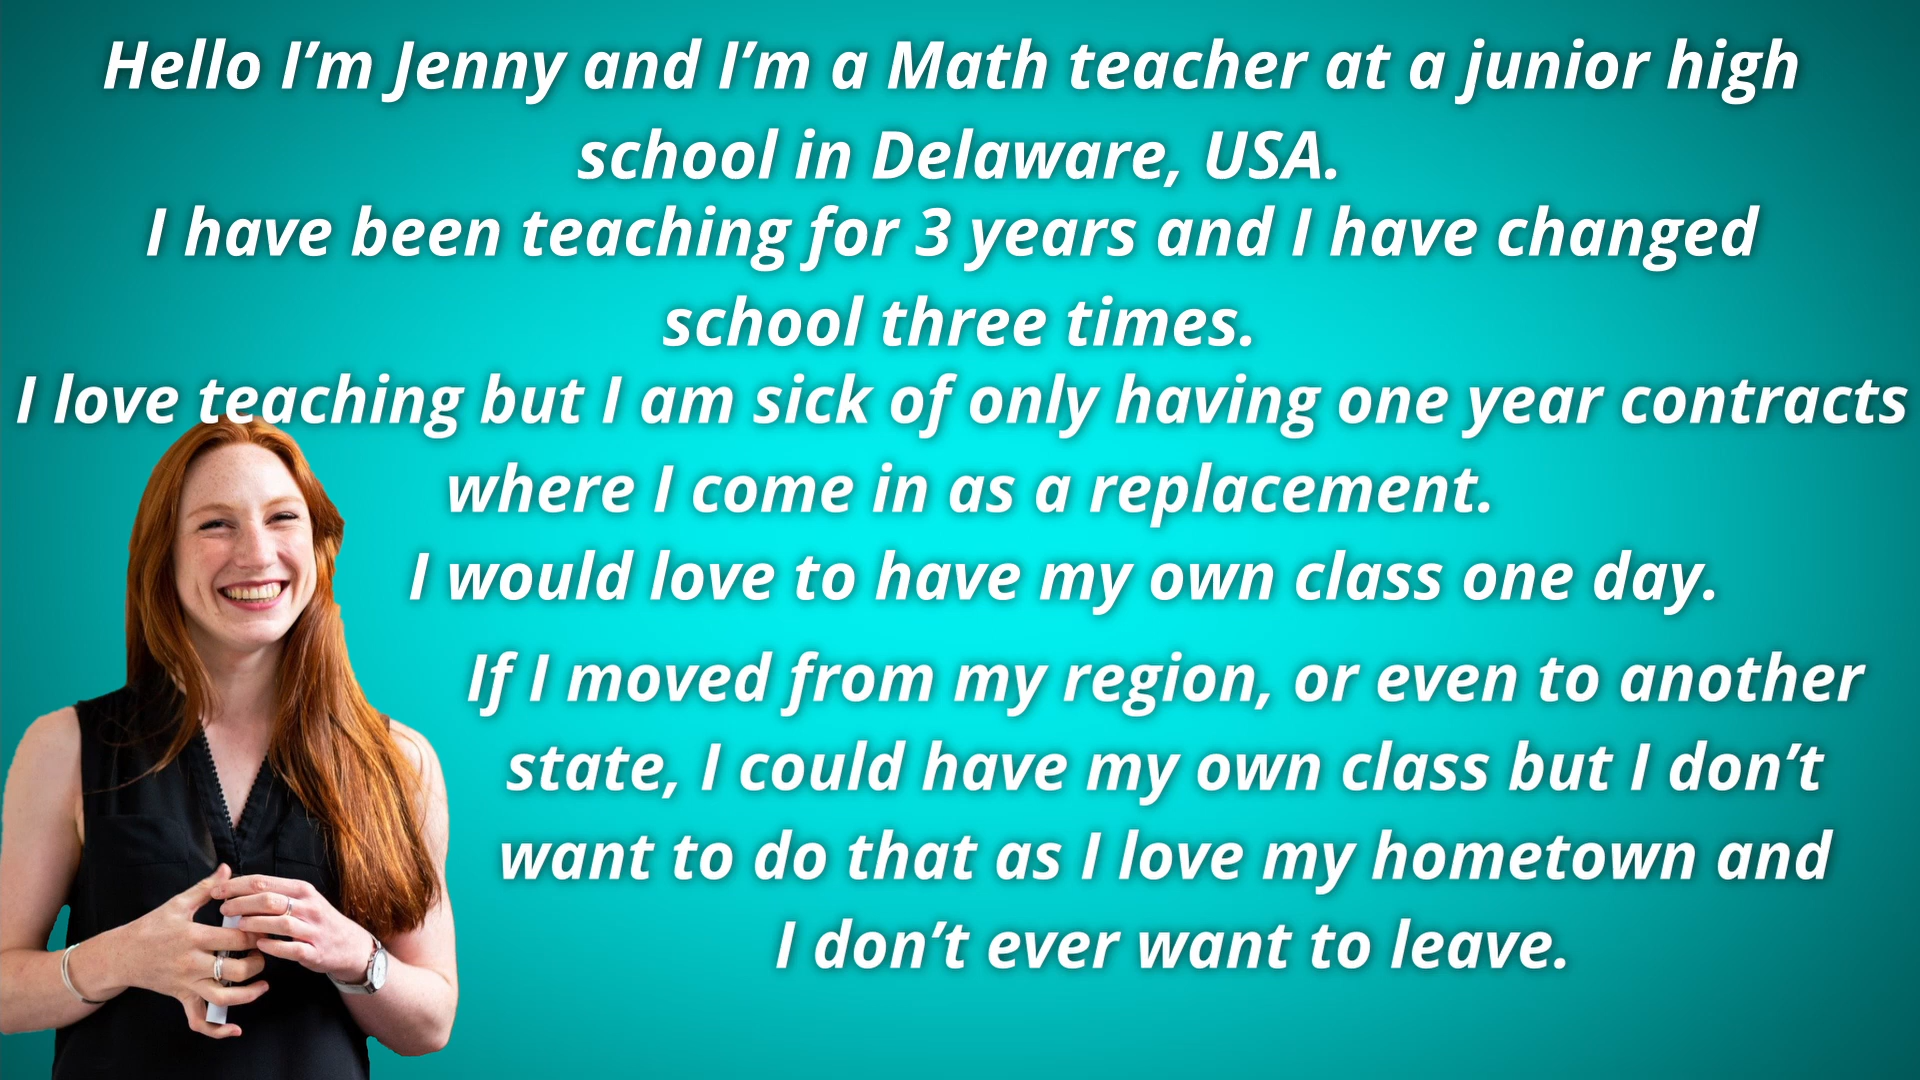 Hello I’m Jenny and I’m a Math teacher at a junior high
school in Delaware, USA.
I have been teaching for 3 years and I have changed
school three times.
I love teaching but I am sick of only having one year contracts
where I come in as a replacement.
I would love to have my own class one day.
If I moved from my region, or even to another
state, I could have my own class but I don’t
want to do that as I love my hometown and
I don’t ever want to leave.